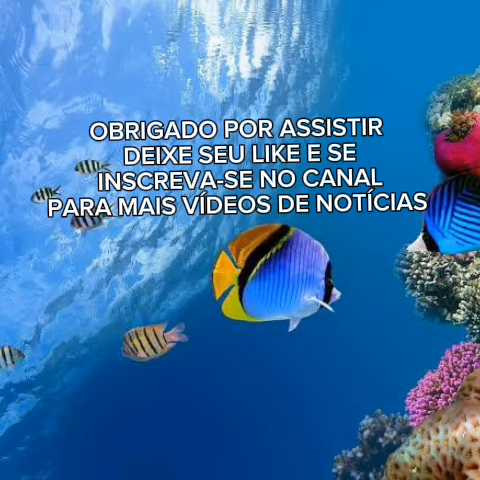 OBRIGADO POR ASSISTIR
DEIXE SEU LIKE E SE
INSCREVA-SE NO CANAL
PARA MAIS VÍDEOS DE NOTÍCIAS